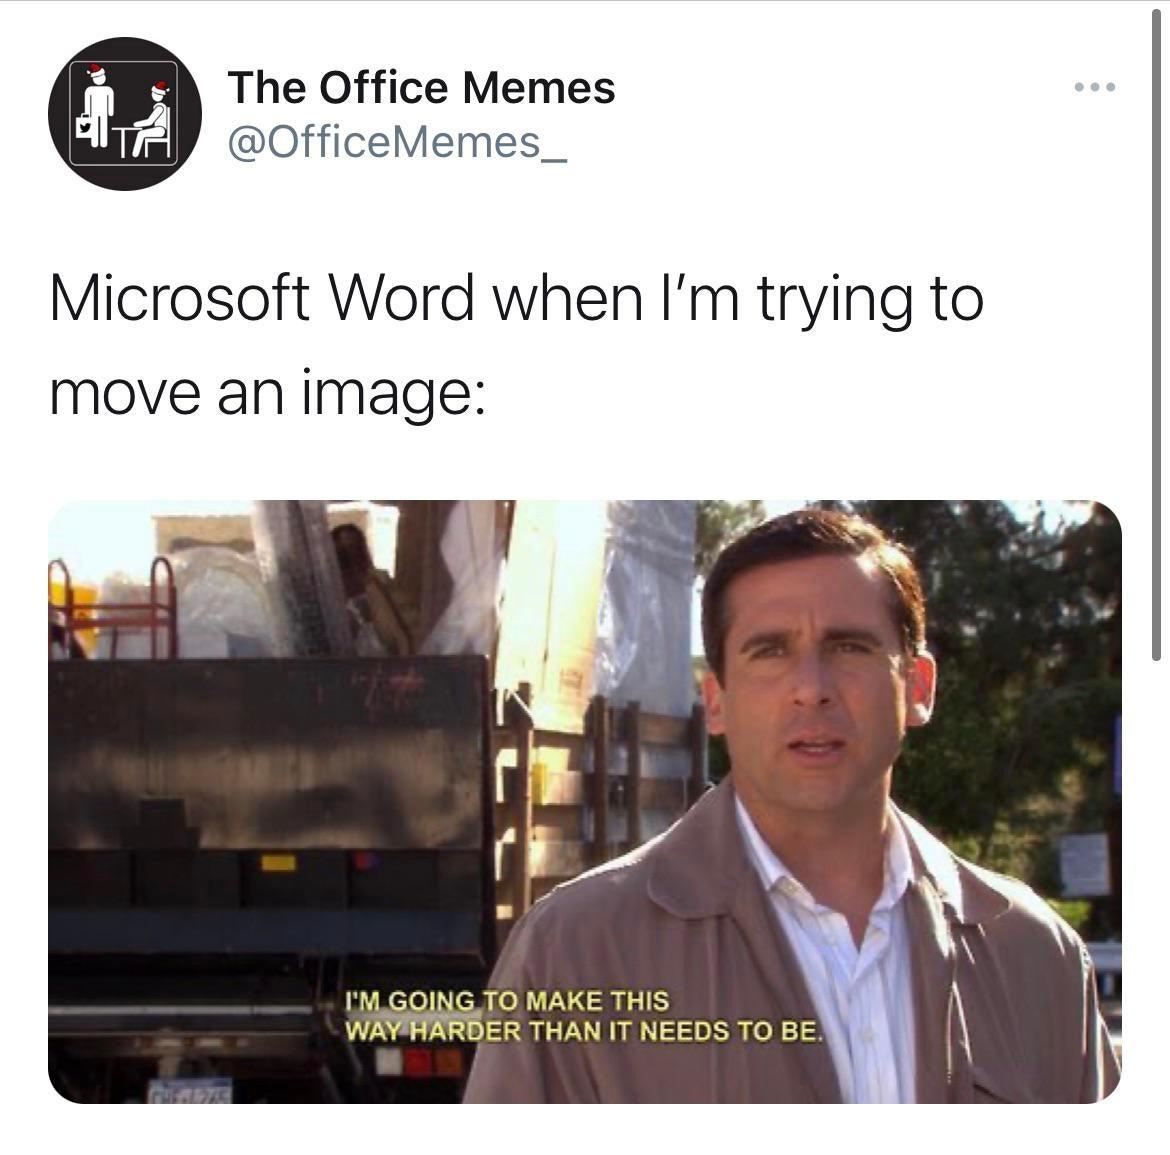 The Office Memes
@OfficeMemes_
Microsoft Word when I’m trying to
move an image:
I'M GOING TO MAKE THIS
WAY HARDER THAN IT NEEDS TO BE.